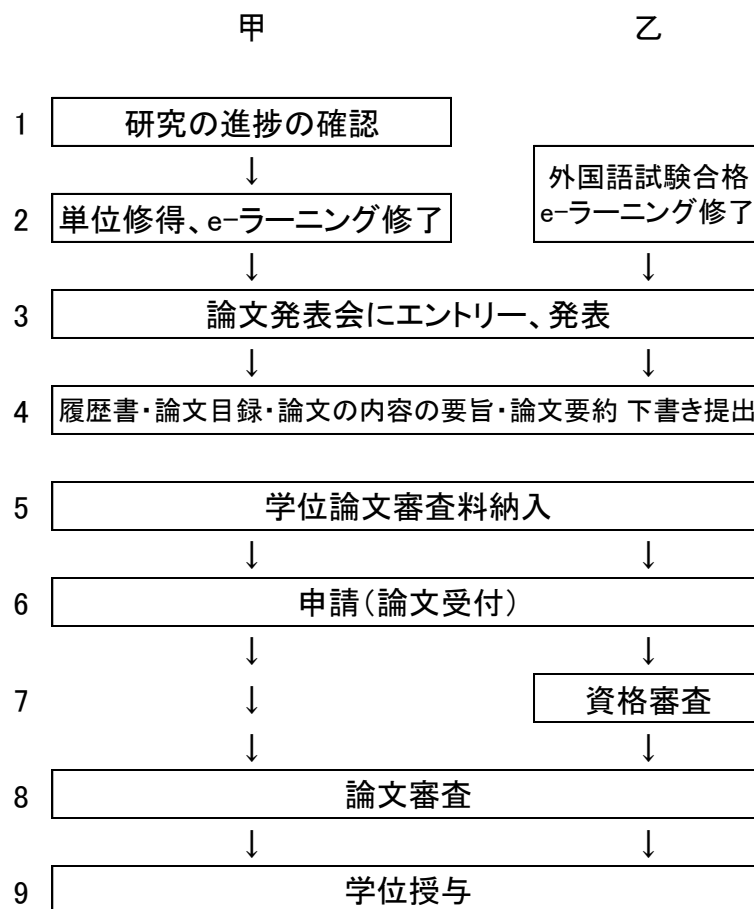 甲 乙
1 研究の進捗の確認
↓
外国語試験合格
2 単位修得、e-ラーニング修了 e-ラーニング修了
↓ ↓
3 論文発表会にエントリー、発表
↓ ↓
4 履歴書・論文目録・論文の内容の要旨・論文要約 下書き提出
5 学位論文審査料納入
↓ ↓
6 申請(論文受付)
↓ ↓
7 ↓ 資格審査
↓ ↓
8 論文審査
↓ ↓
9 学位授与